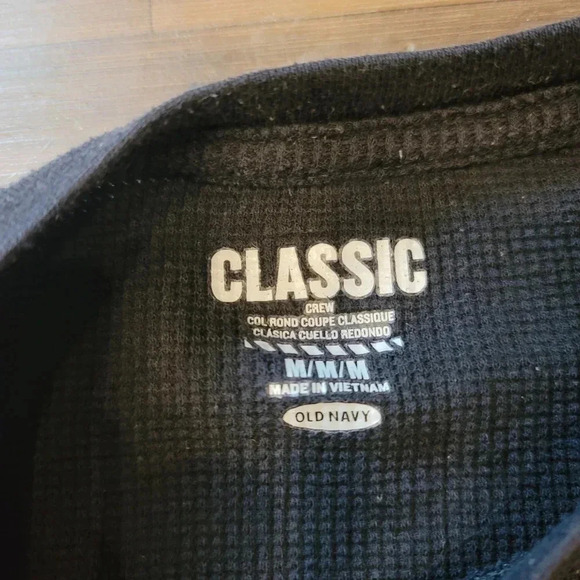 CLASSIC
CREW
COL ROND COUPE CLASSIQUE
CLÁSICA CUELLO REDONDO
M/M/M
MADE IN VIETNAM
OLD NAVY